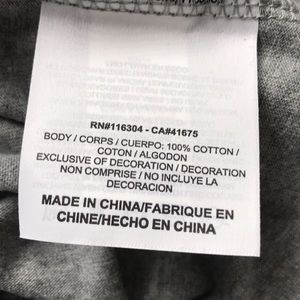 RN#116304 - CA#41675
BODY / CORPS / CUERPO: 100% COTTON /
COTON / ALGODON
EXCLUSIVE OF DECORATION / DECORATION
NON COMPRISE / NO INCLUYE LA
DECORACION
MADE IN CHINA/FABRIQUE EN
CHINE/HECHO EN CHINA